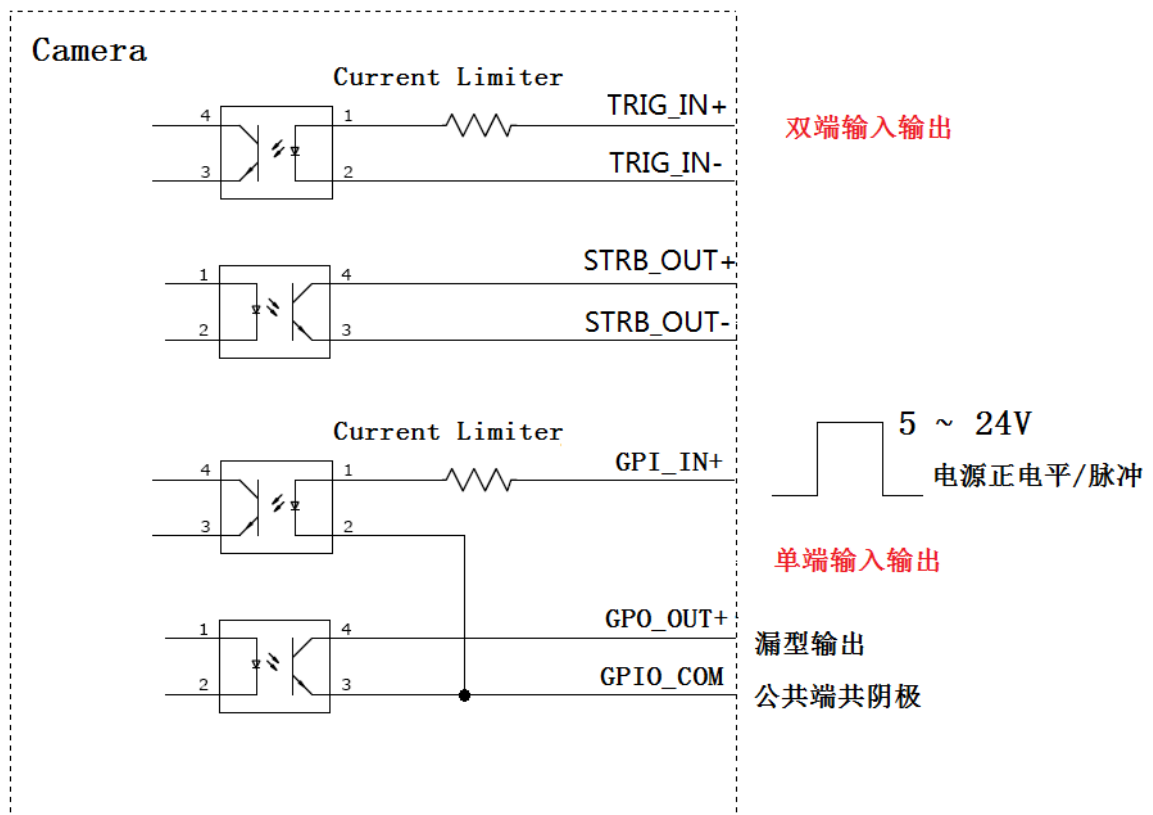 Camera
Current Limiter
4
1
TRIG_IN+
双端输入输出
3
2
TRIG_IN-
1
4
STRB_OUT+
2
3
STRB_OUT-
Current Limiter
5 ~ 24V
4
1
GPI_IN+
电源正电平/脉冲
3
2
单端输入输出
1
4
GPO_OUT+
漏型输出
2
3
GPIO_COM
公共端共阴极